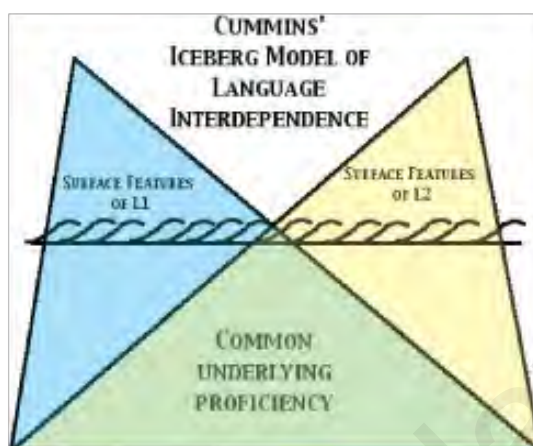 CUMMINS'
ICEBERG MODEL OF
LANGUAGE
INTERDEPENDENCE
SURFACE FEATURES
OF L1
SURFACE FEATURES
OF L2
COMMON
UNDERLYING
PROFICIENCY